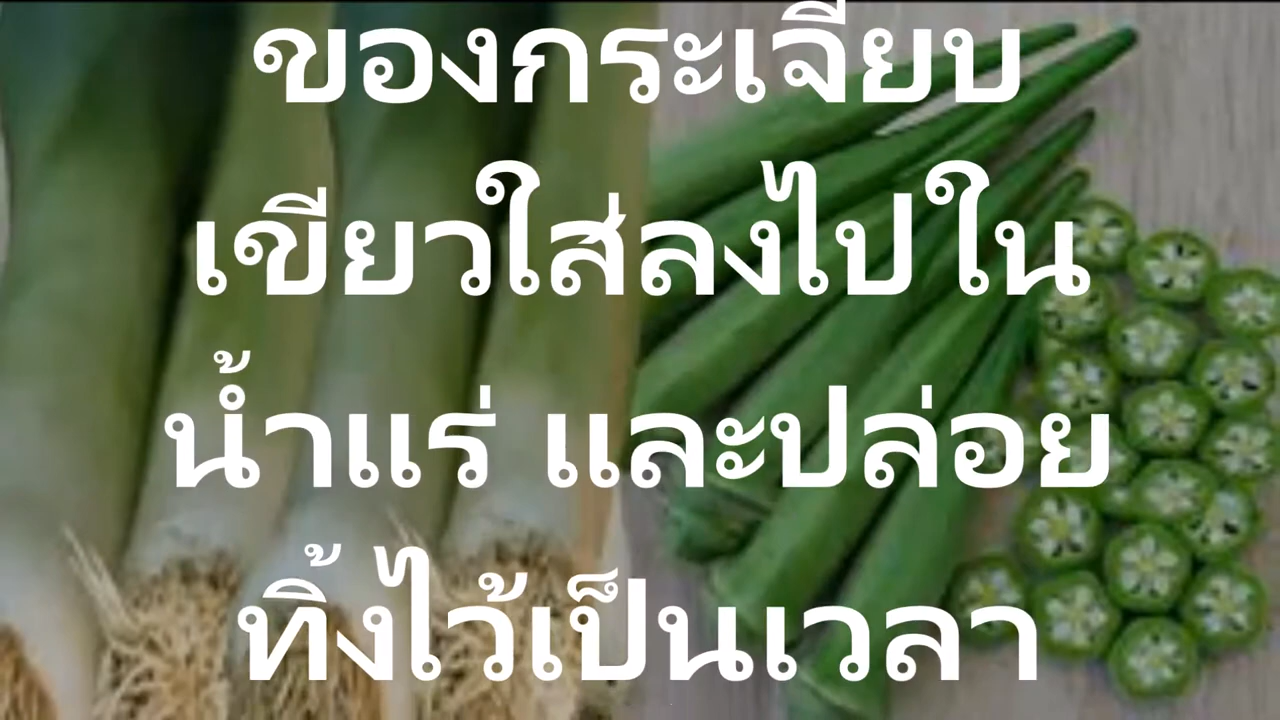 ของกระเจี๊ยบ
เขียวใส่ลงไปใน
น้ำแร่ และปล่อย
ทิ้งไว้เป็นเวลา